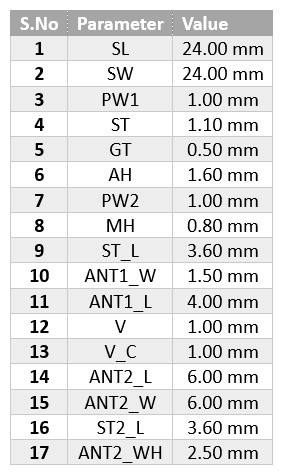 S.No Parameter Value
1 SL 24.00 mm
2 SW 24.00 mm
3 PW1 1.00 mm
4 ST 1.10 mm
5 GT 0.50 mm
6 AH 1.60 mm
7 PW2 1.00 mm
8 MH 0.80 mm
9 ST_L 3.60 mm
10 ANT1_W 1.50 mm
11 ANT1_L 4.00 mm
12 V 1.00 mm
13 V_C 1.00 mm
14 ANT2_L 6.00 mm
15 ANT2_W 6.00 mm
16 ST2_L 3.60 mm
17 ANT2_WH 2.50 mm